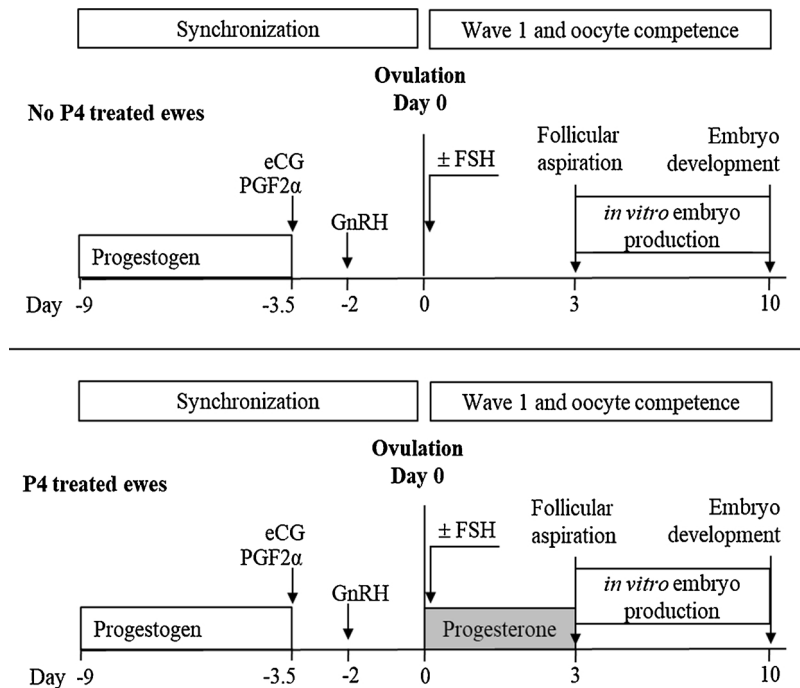 Synchronization
Wave 1 and oocyte competence
Ovulation
Day 0
No P4 treated ewes
eCG
PGF2α
GnRH
± FSH
Follicular
aspiration
Embryo
development
in vitro embryo
production
Progestogen
Day -9 -3.5 -2 0 3 10
Synchronization
Wave 1 and oocyte competence
Ovulation
Day 0
P4 treated ewes
eCG
PGF2α
GnRH
± FSH
Follicular
aspiration
Embryo
development
in vitro embryo
production
Progestogen
Progesterone
Day -9 -3.5 -2 0 3 10